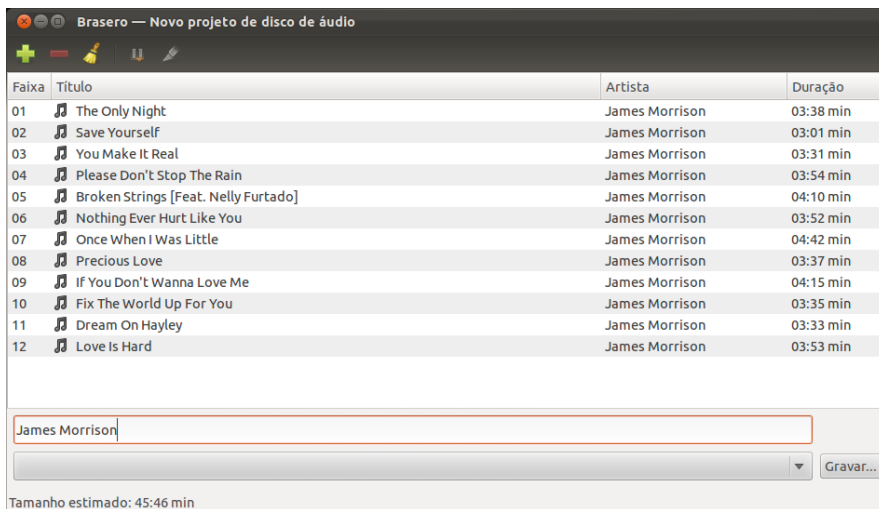 Brasero — Novo projeto de disco de áudio
Faixa Título Artista Duração
01 The Only Night James Morrison 03:38 min
02 Save Yourself James Morrison 03:01 min
03 You Make It Real James Morrison 03:31 min
04 Please Don't Stop The Rain James Morrison 03:54 min
05 Broken Strings [Feat. Nelly Furtado] James Morrison 04:10 min
06 Nothing Ever Hurt Like You James Morrison 03:52 min
07 Once When I Was Little James Morrison 04:42 min
08 Precious Love James Morrison 03:37 min
09 If You Don't Wanna Love Me James Morrison 04:15 min
10 Fix The World Up For You James Morrison 03:35 min
11 Dream On Hayley James Morrison 03:33 min
12 Love Is Hard James Morrison 03:53 min
James Morrison
Gravar...
Tamanho estimado: 45:46 min